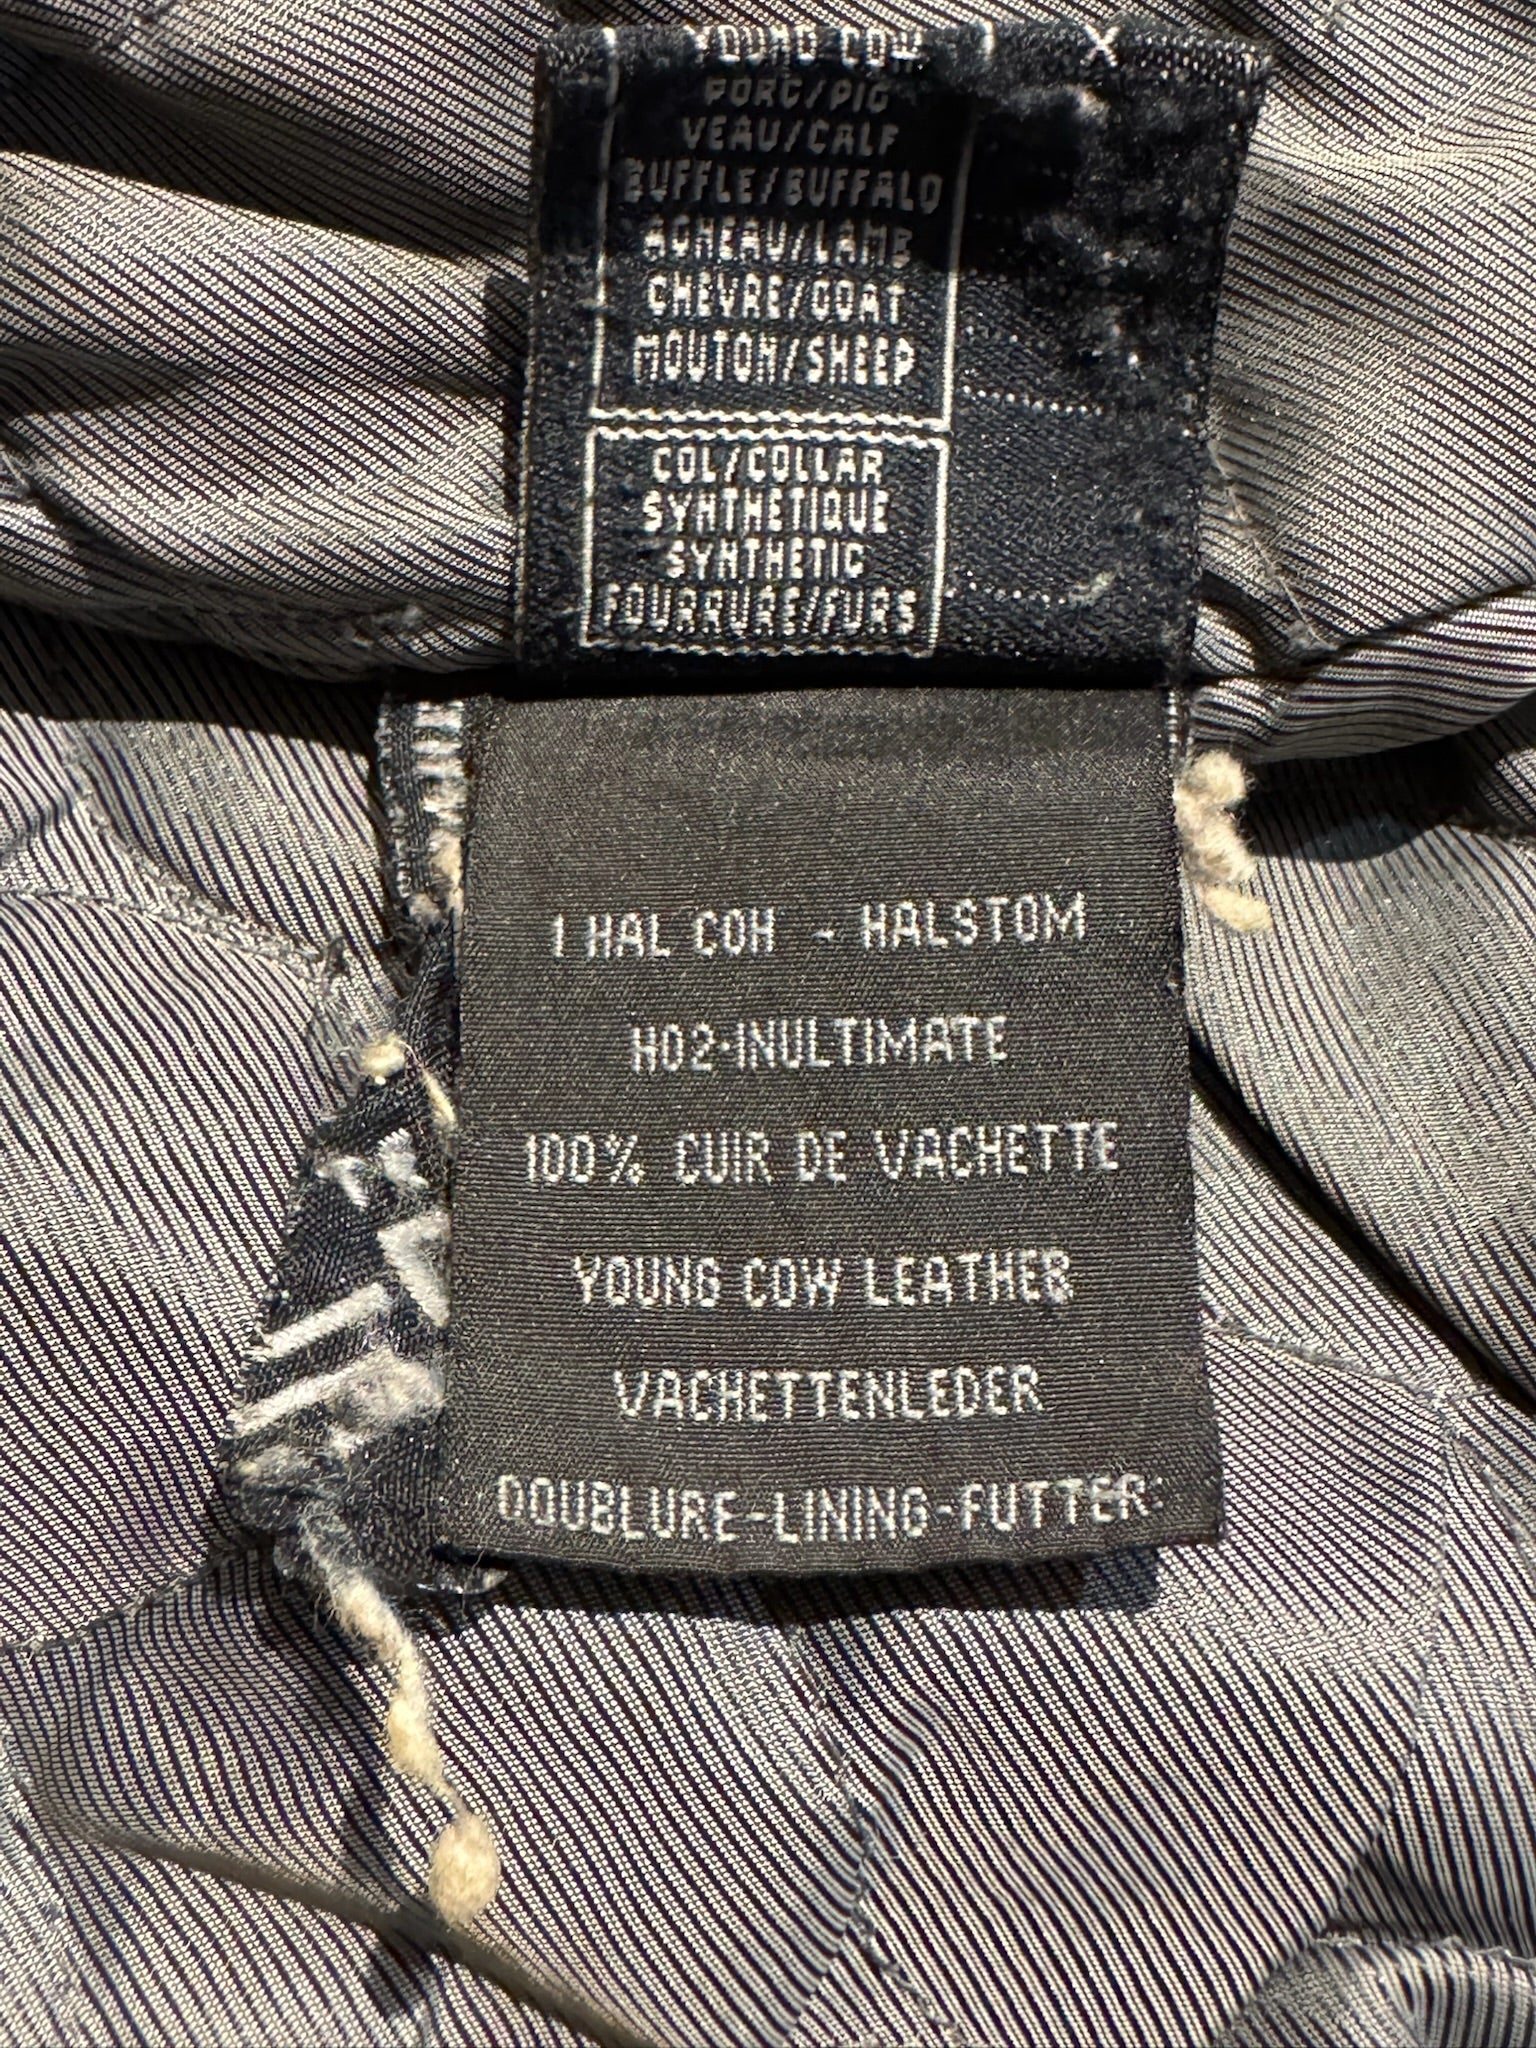 YOUNG COW X
PORC/PIG
VEAU/CALF
BUFFLE/BUFFALO
AGNEAU/LAMB
CHEVRE/GOAT
MOUTON/SHEEP
COL/COLLAR
SYNTHETIQUE
SYNTHETIC
FOURRURE/FURS
1 HAL COH - HALSTOM
H02-INULTIMATE
100% CUIR DE VACHETTE
YOUNG COW LEATHER
VACHETTENLEDER
DOUBLURE-LINING-FUTTER: